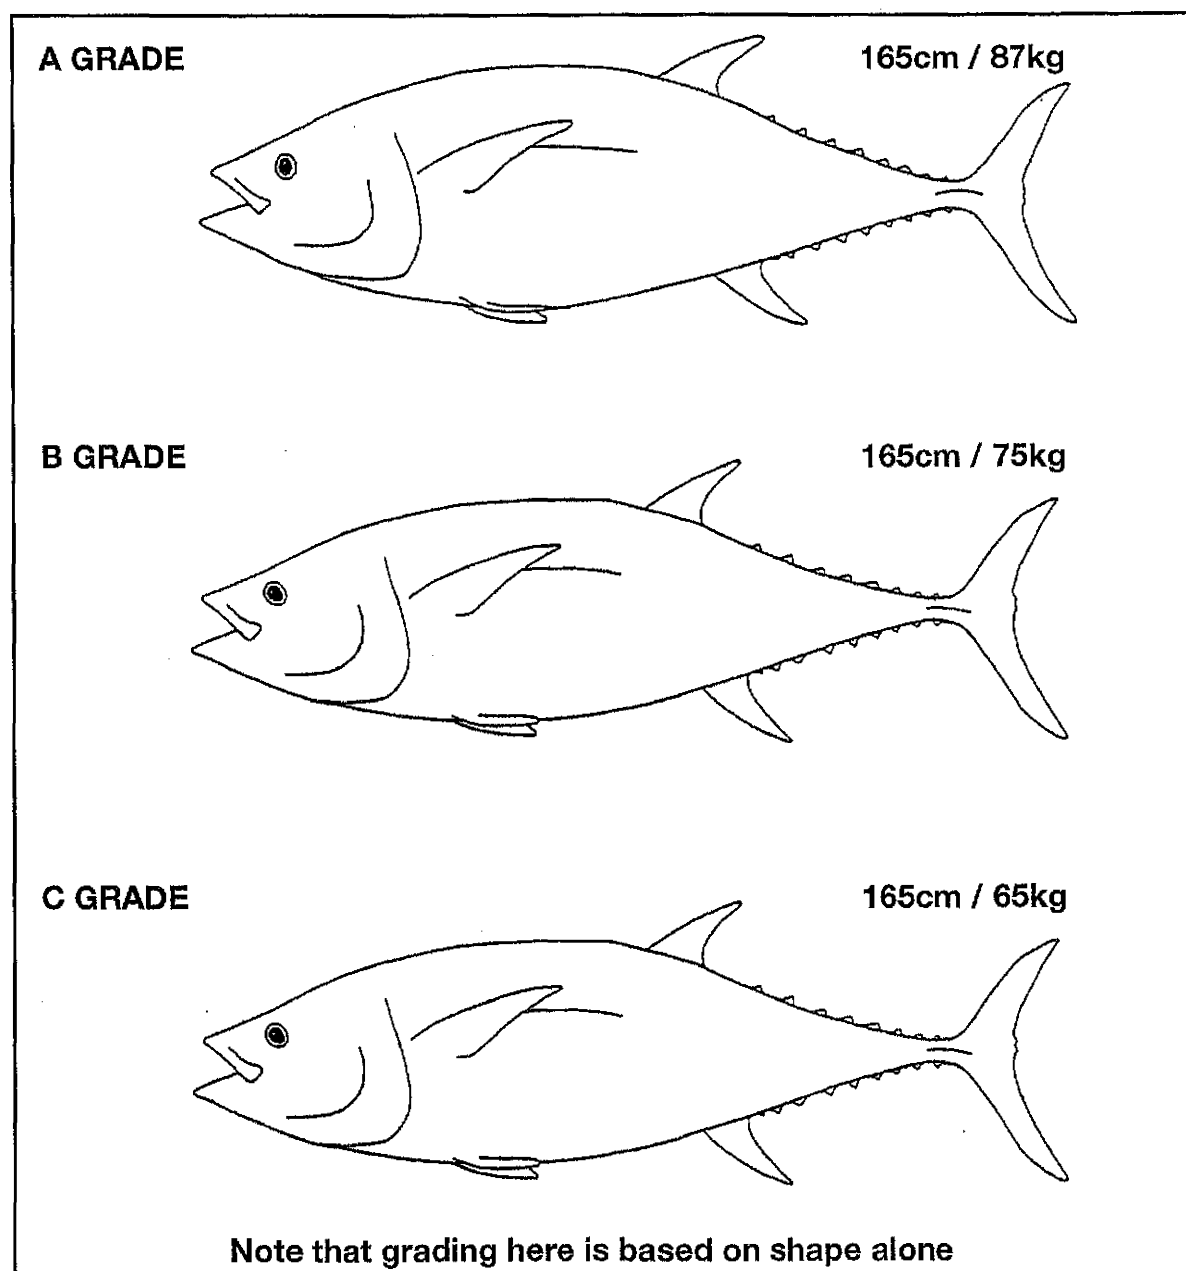 A GRADE 165cm / 87kg
B GRADE 165cm / 75kg
C GRADE 165cm / 65kg
Note that grading here is based on shape alone